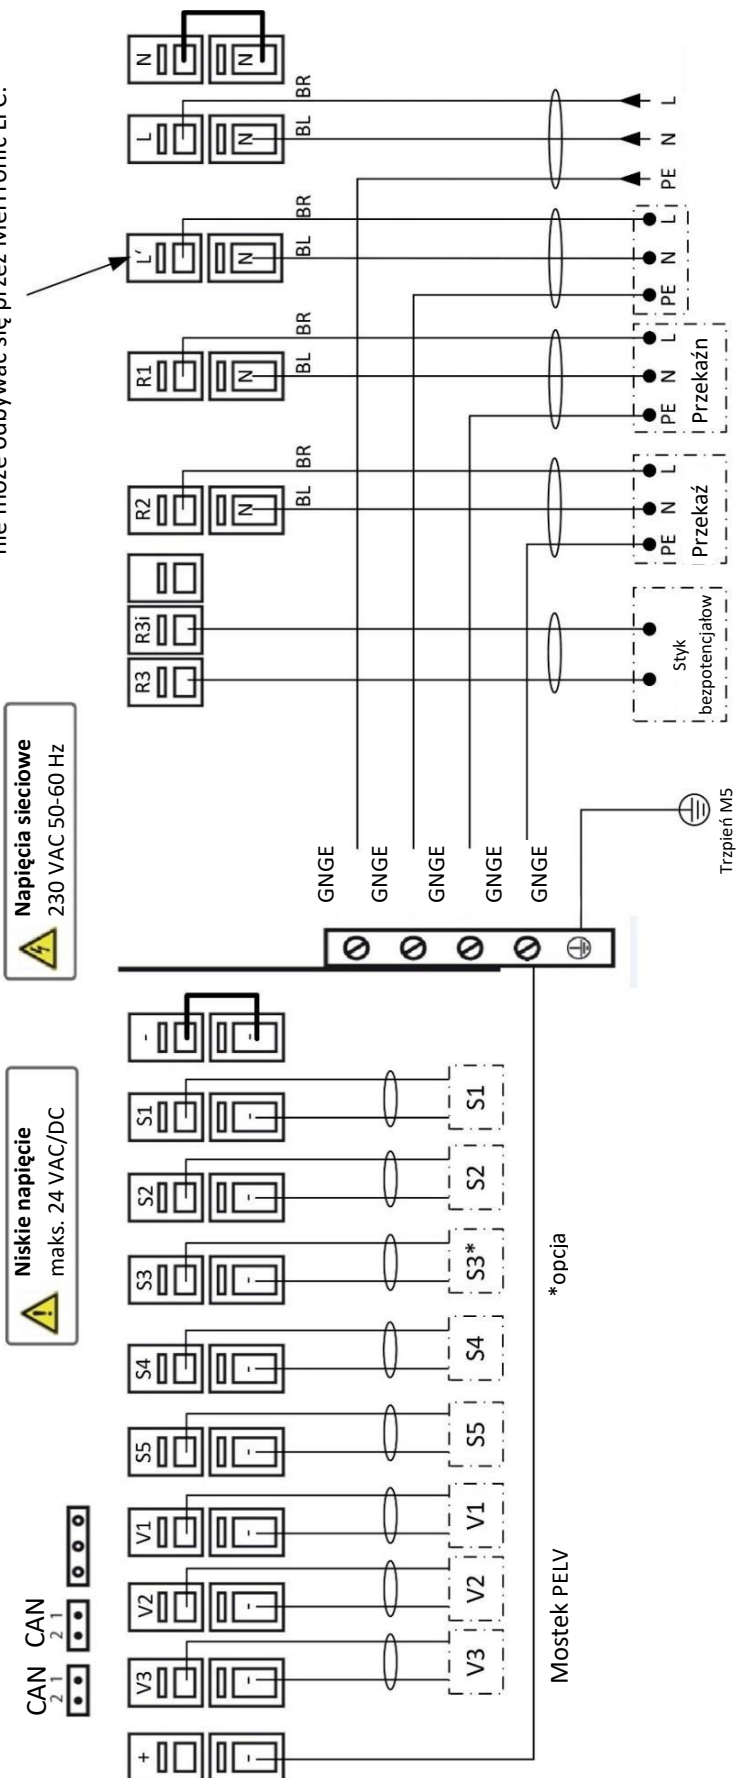 nie może odbywać się przez
Niskie napięcie
maks. 24 VAC/DC
Napięcia sieciowe
230 VAC 50-60 Hz
CAN CAN
2 1 2 1
+ V3 V2 V1 S5 S4 S3 S2 S1 - R3 R3i R2 R1 L′ L N
- - - - - - - - - - N N N N N
BL BR BL BR BL BR BL BR
GNGE
GNGE
GNGE
GNGE
GNGE
V3 V2 V1 S5 S4 S3* S2 S1
*opcja
Mostek PELV
Trzpień M5
PE N L PE N L PE N L PE N L
Styk
bezpotencjałow
Przekaź
Przekaźn